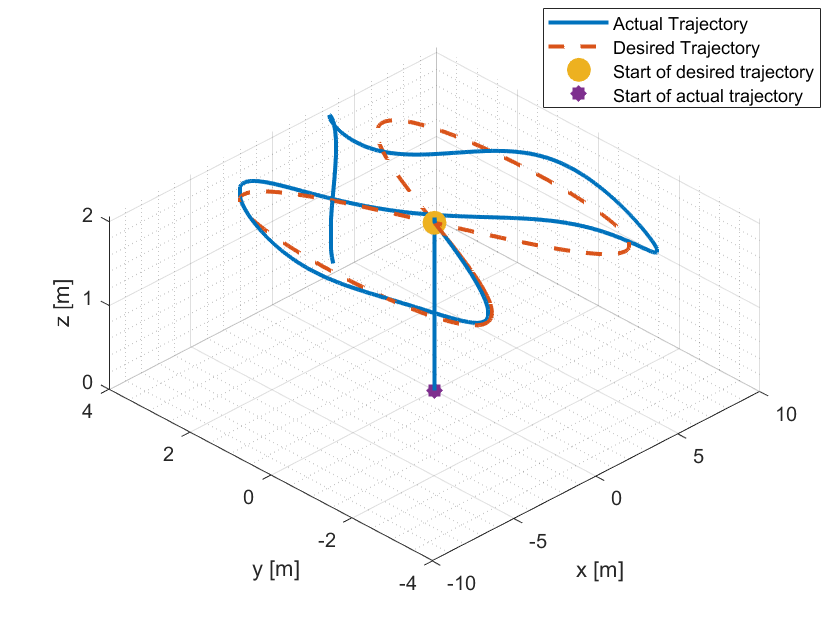 Actual Trajectory
Desired Trajectory
Start of desired trajectory
Start of actual trajectory
2
1
0
z [m]
4
2
0
-2
-4
y [m]
-10
-5
0
5
10
x [m]